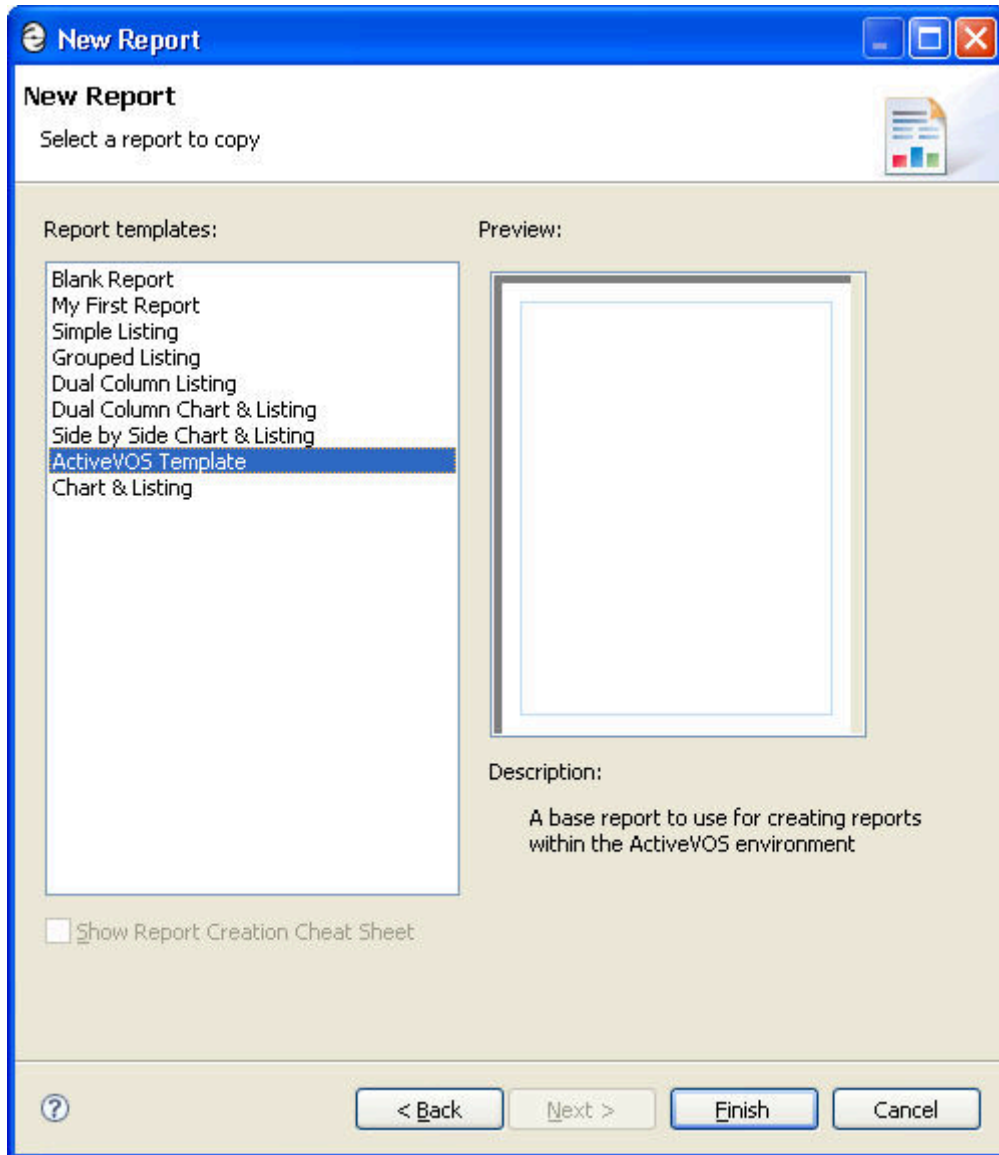 New Report
New Report
Select a report to copy
Report templates:
Preview:
Blank Report
My First Report
Simple Listing
Grouped Listing
Dual Column Listing
Dual Column Chart & Listing
Side by Side Chart & Listing
ActiveVOS Template
Chart & Listing
Description:
A base report to use for creating reports
within the ActiveVOS environment
Show Report Creation Cheat Sheet
?
< Back
Next >
Finish
Cancel